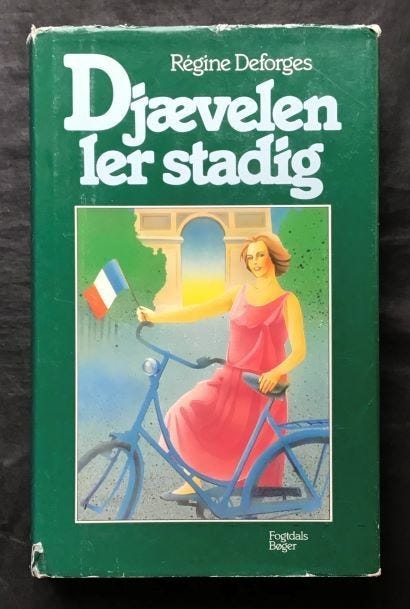 Régine Deforges
Djævelen
ler stadig
Fogtdals
Bøger